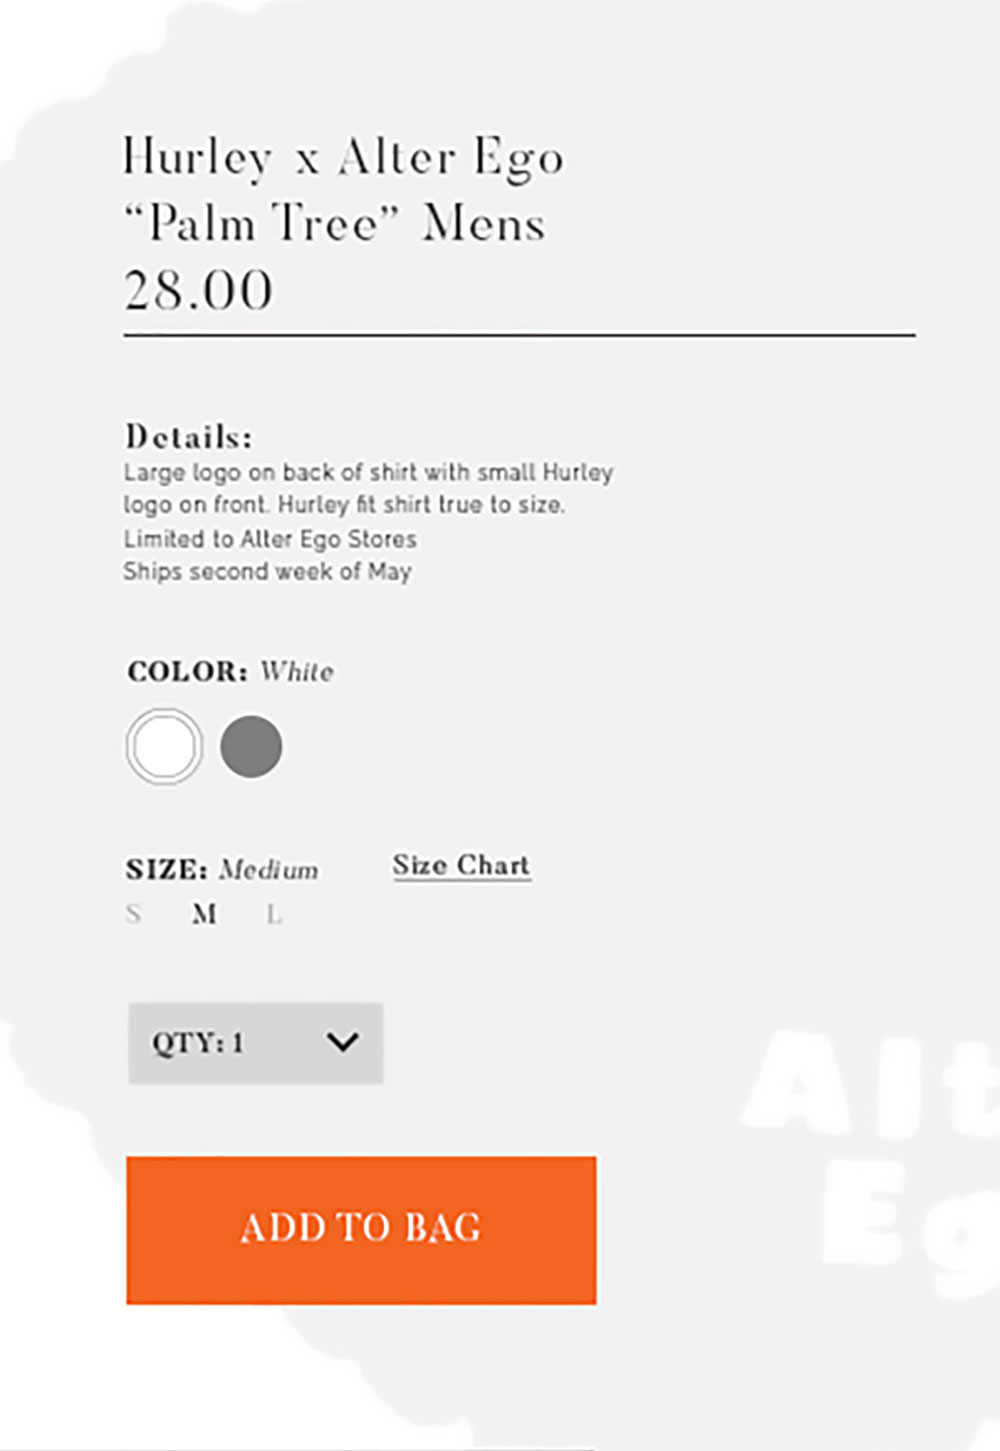 Hurley x Alter Ego
“Palm Tree” Mens
28.00
Details:
Large logo on back of shirt with small Hurley
logo on front. Hurley fit shirt true to size.
Limited to Alter Ego Stores
Ships second week of May
COLOR: White
SIZE: Medium Size Chart
S M L
QTY: 1
ADD TO BAG
Alt
Eg